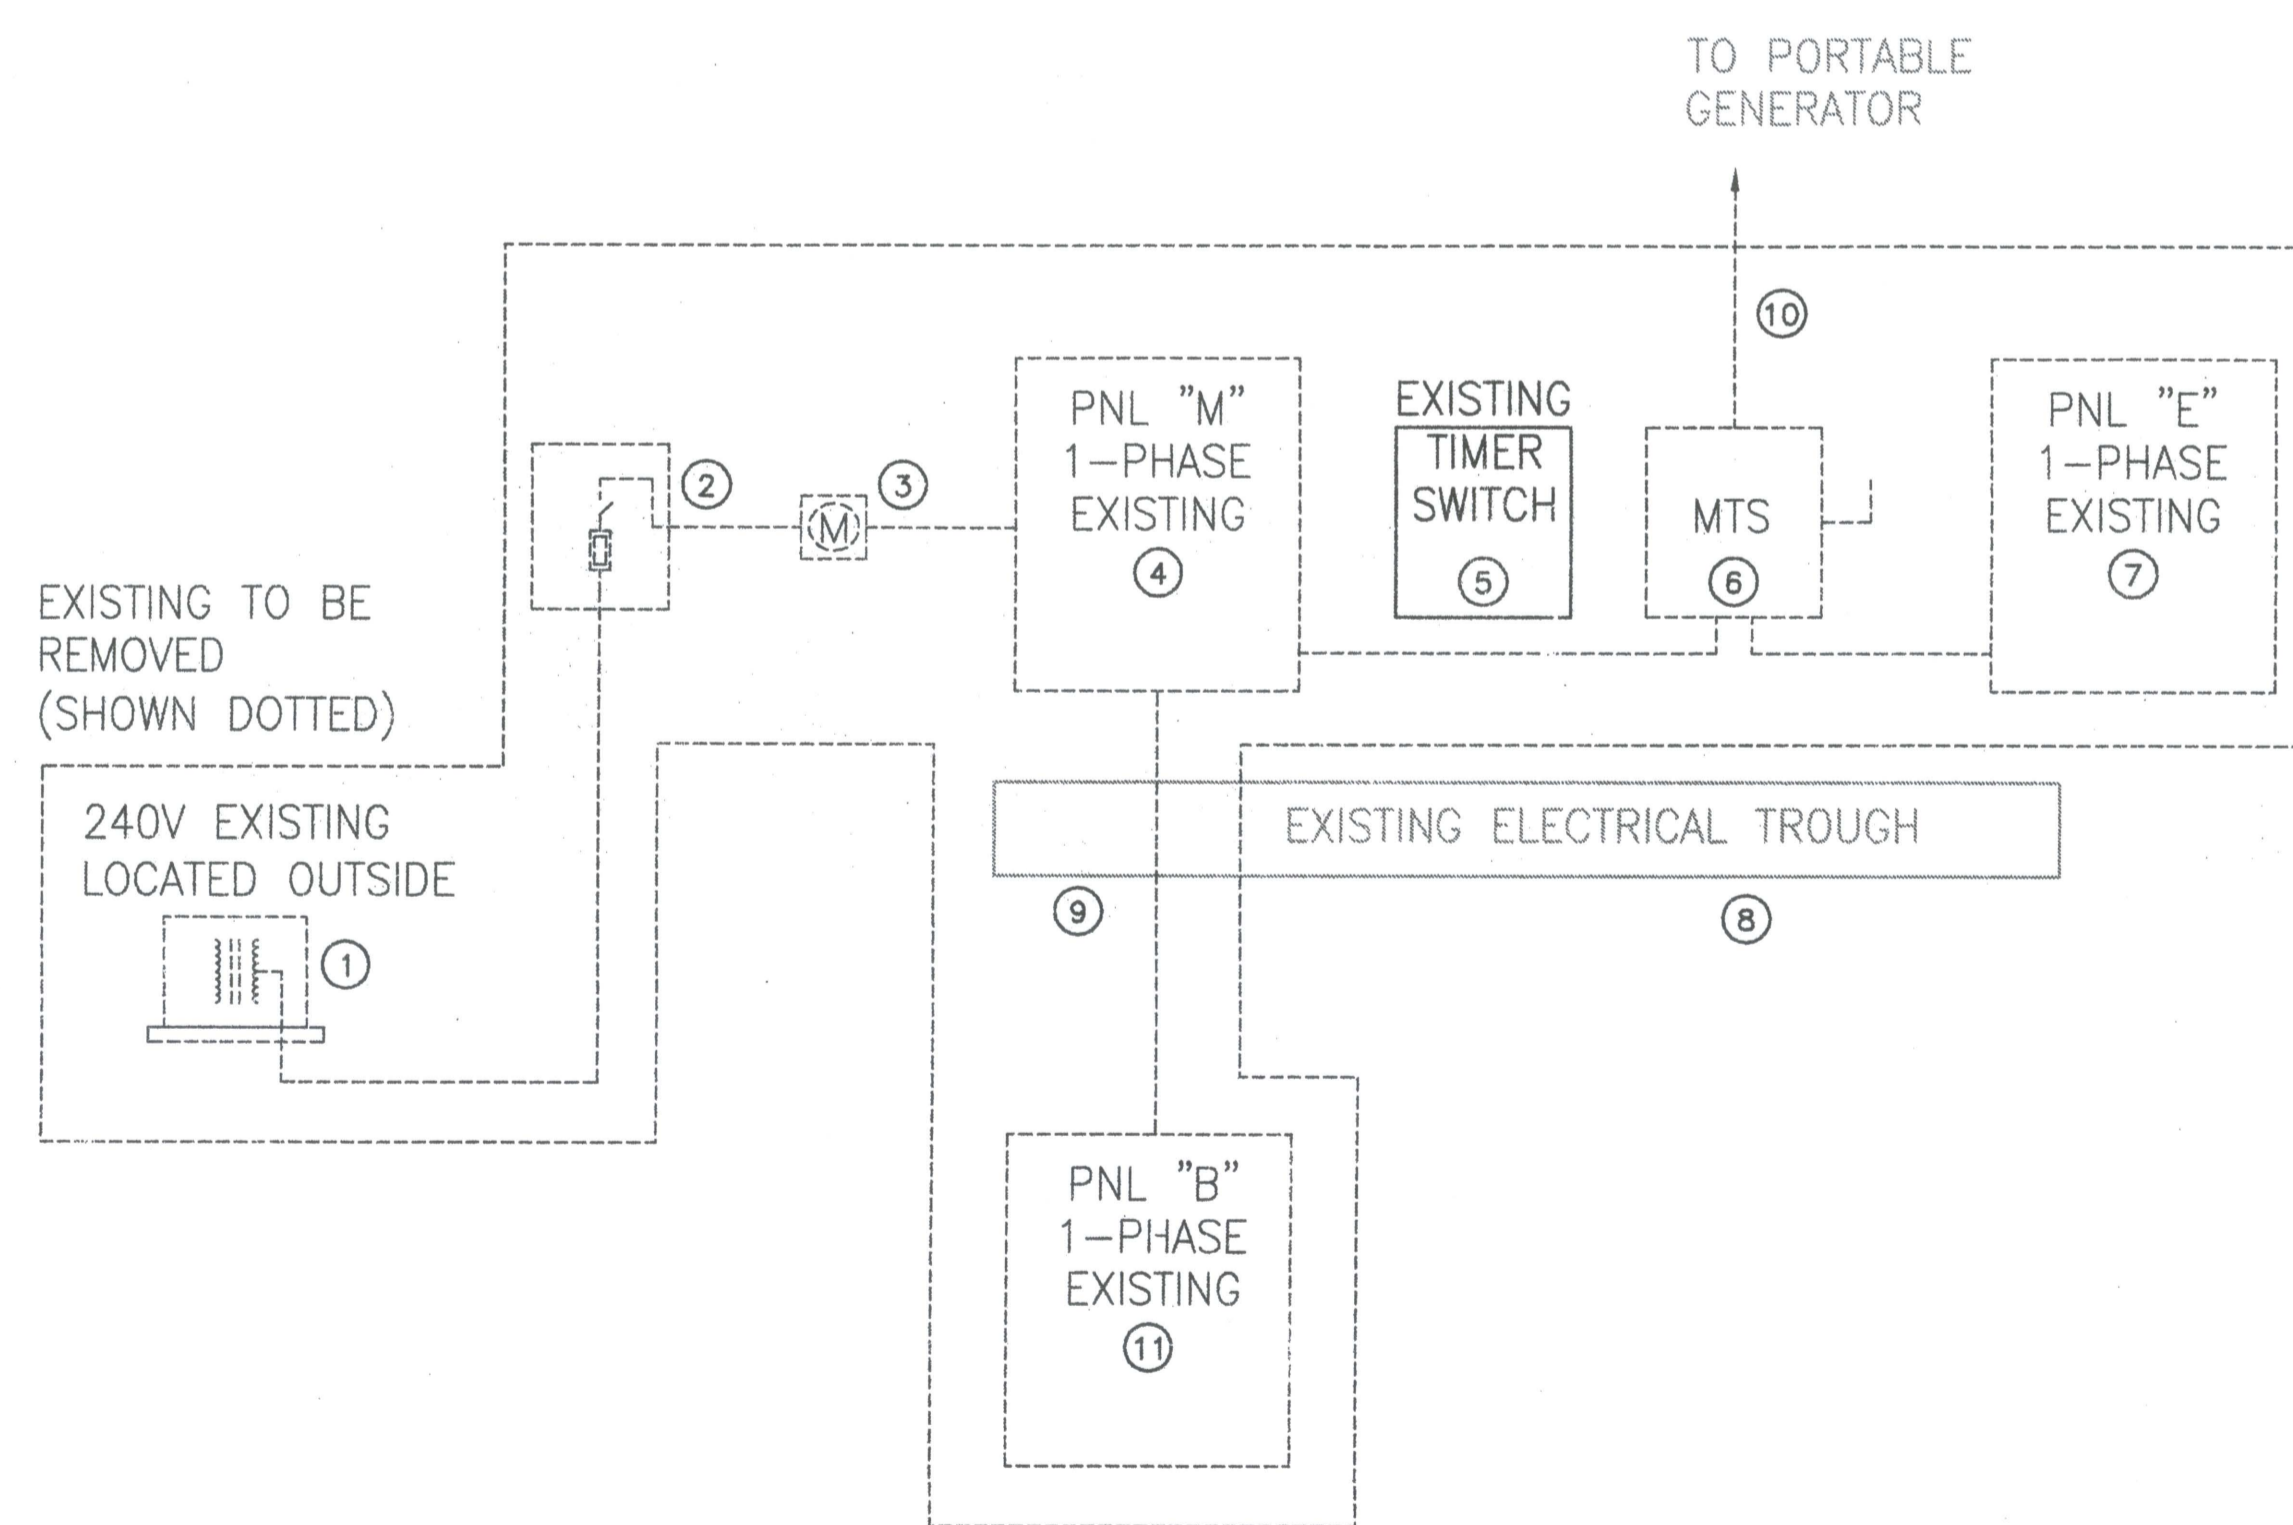 TO PORTABLE
GENERATOR
10
EXISTING
TIMER
SWITCH
5
PNL "M"
1-PHASE
EXISTING
4
PNL "E"
1-PHASE
EXISTING
7
MTS
6
2
3
M
EXISTING TO BE
REMOVED
(SHOWN DOTTED)
240V EXISTING
LOCATED OUTSIDE
1
EXISTING ELECTRICAL TROUGH
9
8
PNL "B"
1-PHASE
EXISTING
11